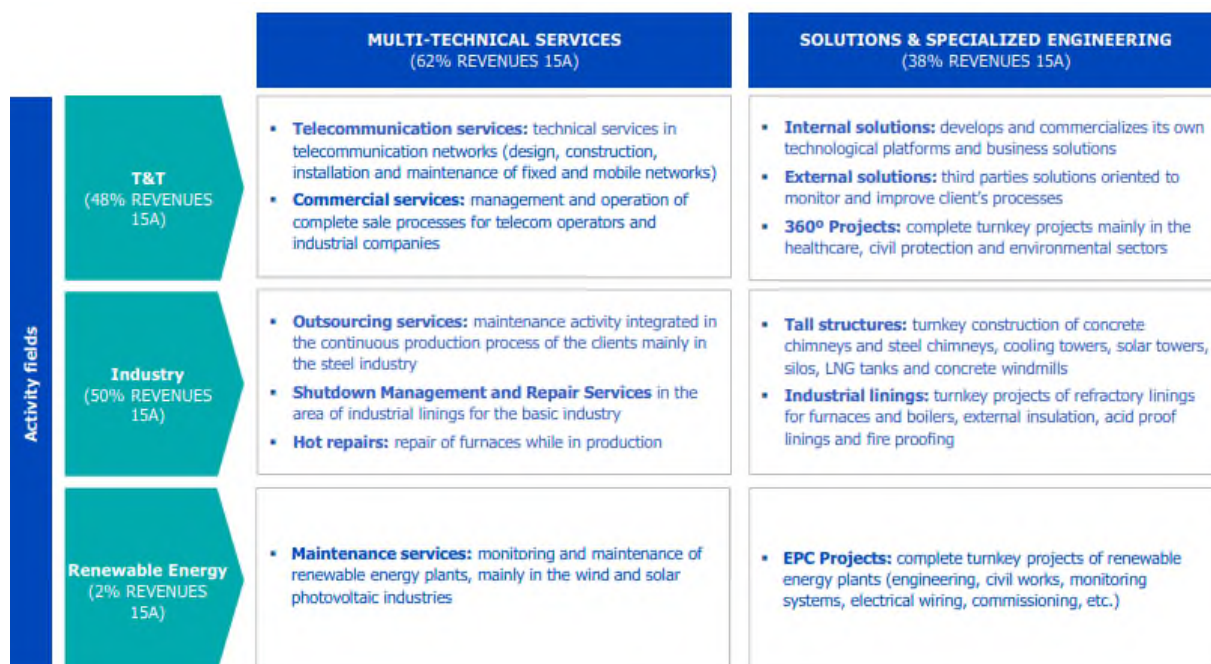 MULTI-TECHNICAL SERVICES
(62% REVENUES 15A)
SOLUTIONS & SPECIALIZED ENGINEERING
(38% REVENUES 15A)
Activity fields
T&T
(48% REVENUES
15A)
▪ Telecommunication services: technical services in
telecommunication networks (design, construction,
installation and maintenance of fixed and mobile networks)
▪ Commercial services: management and operation of
complete sale processes for telecom operators and
industrial companies
▪ Internal solutions: develops and commercializes its own
technological platforms and business solutions
▪ External solutions: third parties solutions oriented to
monitor and improve client's processes
▪ 360º Projects: complete turnkey projects mainly in the
healthcare, civil protection and environmental sectors
Industry
(50% REVENUES
15A)
▪ Outsourcing services: maintenance activity integrated in
the continuous production process of the clients mainly in
the steel industry
▪ Shutdown Management and Repair Services in the
area of industrial linings for the basic industry
▪ Hot repairs: repair of furnaces while in production
▪ Tall structures: turnkey construction of concrete
chimneys and steel chimneys, cooling towers, solar towers,
silos, LNG tanks and concrete windmills
▪ Industrial linings: turnkey projects of refractory linings
for furnaces and boilers, external insulation, acid proof
linings and fire proofing
Renewable Energy
(2% REVENUES
15A)
▪ Maintenance services: monitoring and maintenance of
renewable energy plants, mainly in the wind and solar
photovoltaic industries
▪ EPC Projects: complete turnkey projects of renewable
energy plants (engineering, civil works, monitoring
systems, electrical wiring, commissioning, etc.)